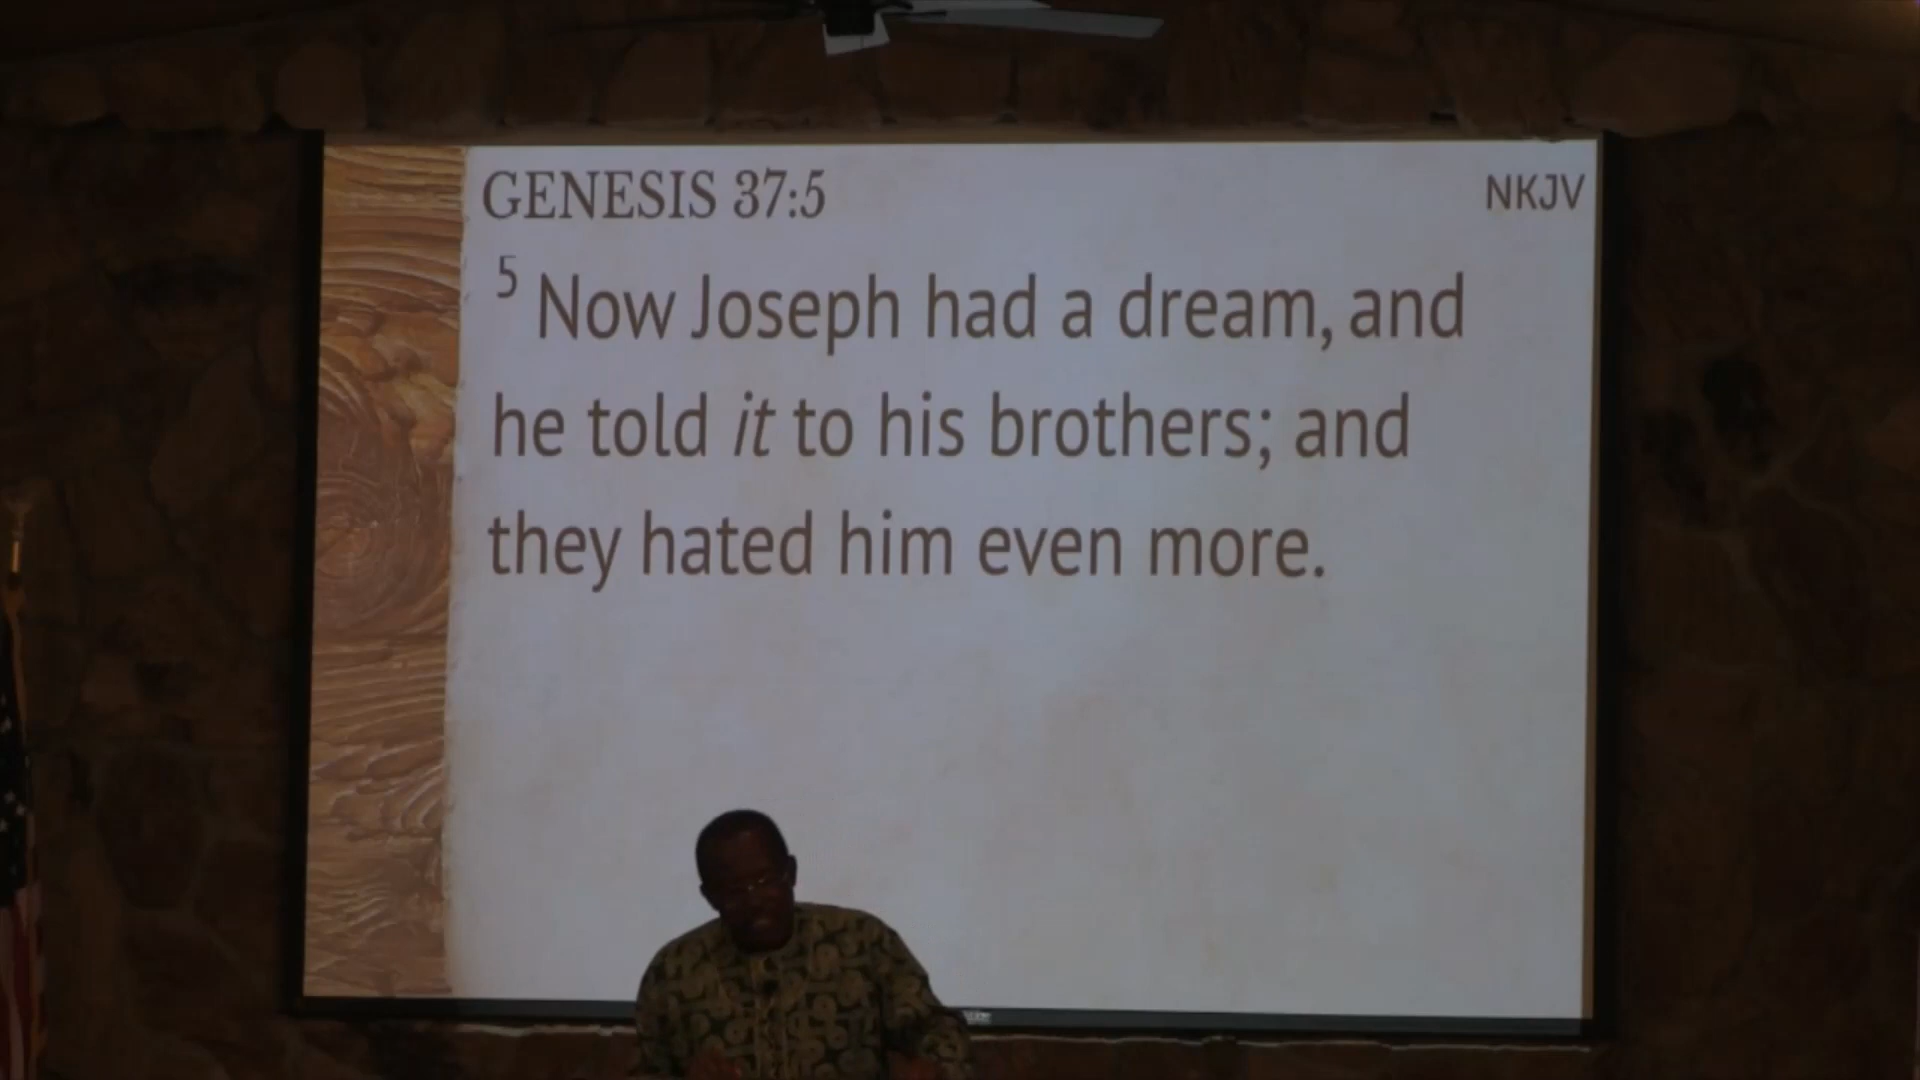 GENESIS 37:5
NKJV
5 Now Joseph had a dream, and
he told it to his brothers; and
they hated him even more.